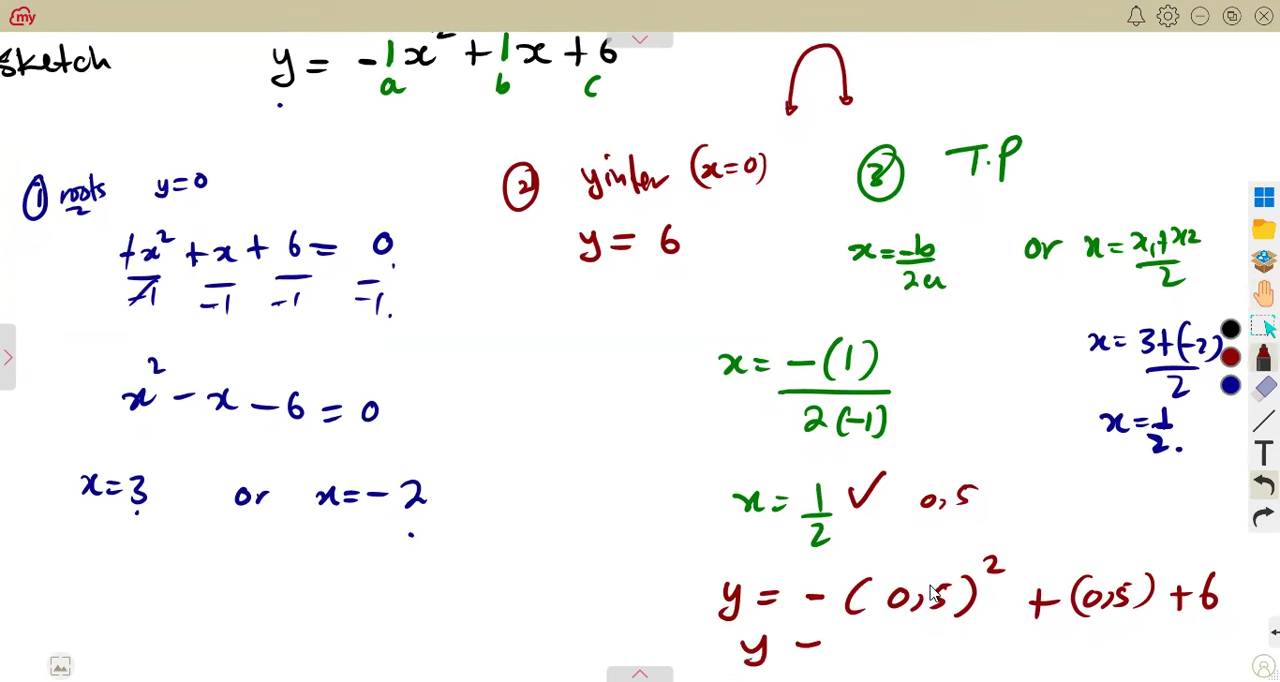 my
sketch y = -1x² + 1x + 6
a b c
① roots y=0
+x² + x + 6 = 0
-1 -1 -1 -1
x² - x - 6 = 0
x=3 or x=-2
② yinter (x=0)
y = 6
③ T.P
x = -b/2a or x = x₁+x2/2
x = -(1)/2(-1)
x = 3+(-2)/2
x = 1/2.
x = 1/2 ✓ 0,5
y = -(0,5)² + (0,5) + 6
y -
T